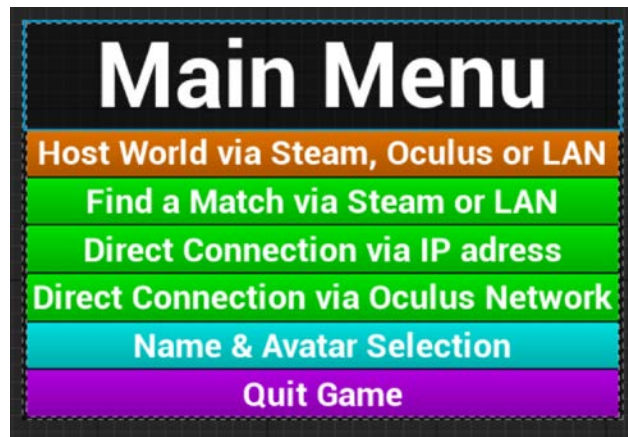 Main Menu
Host World via Steam, Oculus or LAN
Find a Match via Steam or LAN
Direct Connection via IP adress
Direct Connection via Oculus Network
Name & Avatar Selection
Quit Game